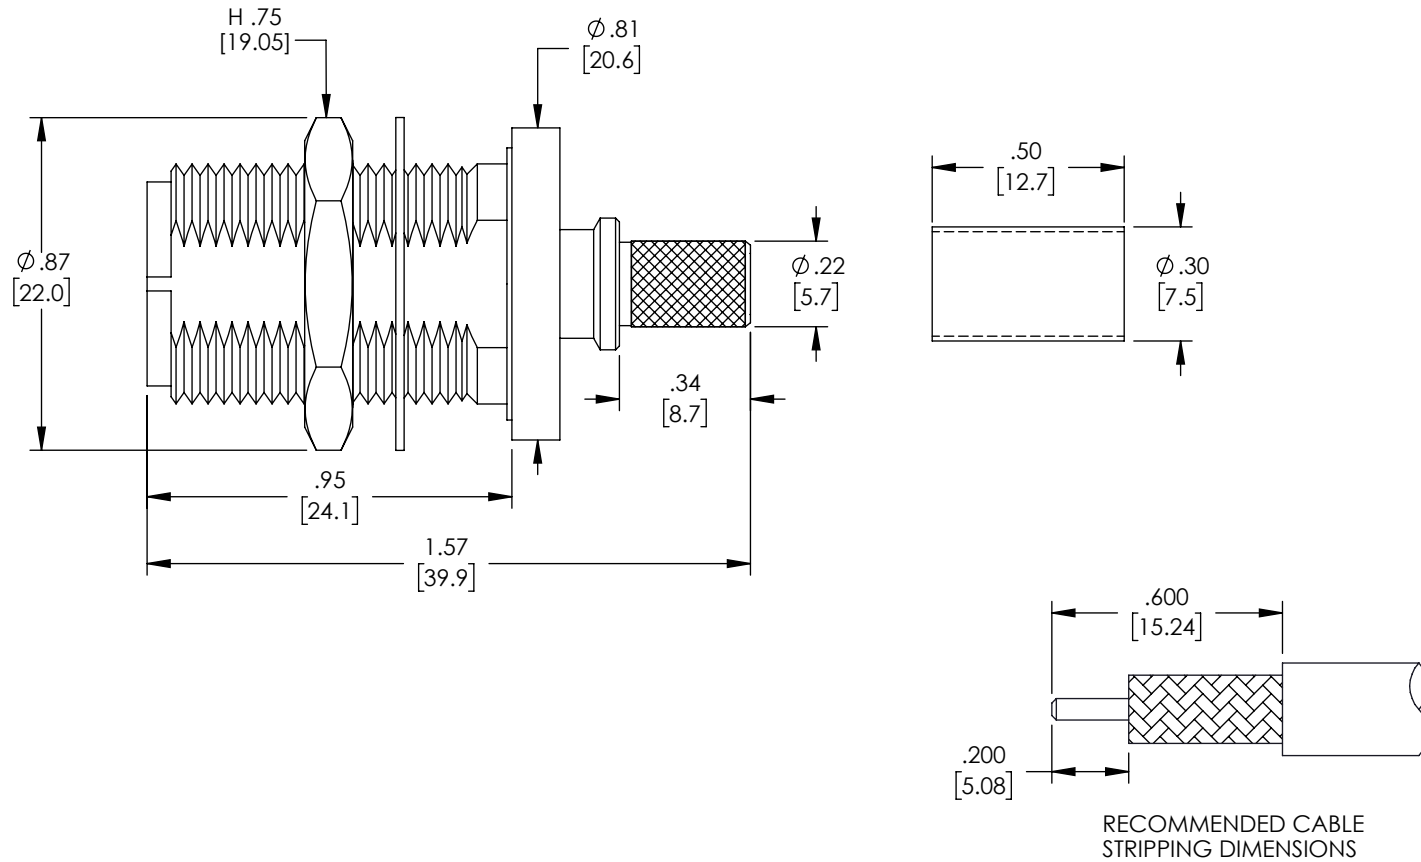 H .75
[19.05]
Ø.81
[20.6]
Ø.87
[22.0]
Ø.22
[5.7]
.34
[8.7]
.95
[24.1]
1.57
[39.9]
.50
[12.7]
Ø.30
[7.5]
.600
[15.24]
.200
[5.08]
RECOMMENDED CABLE
STRIPPING DIMENSIONS